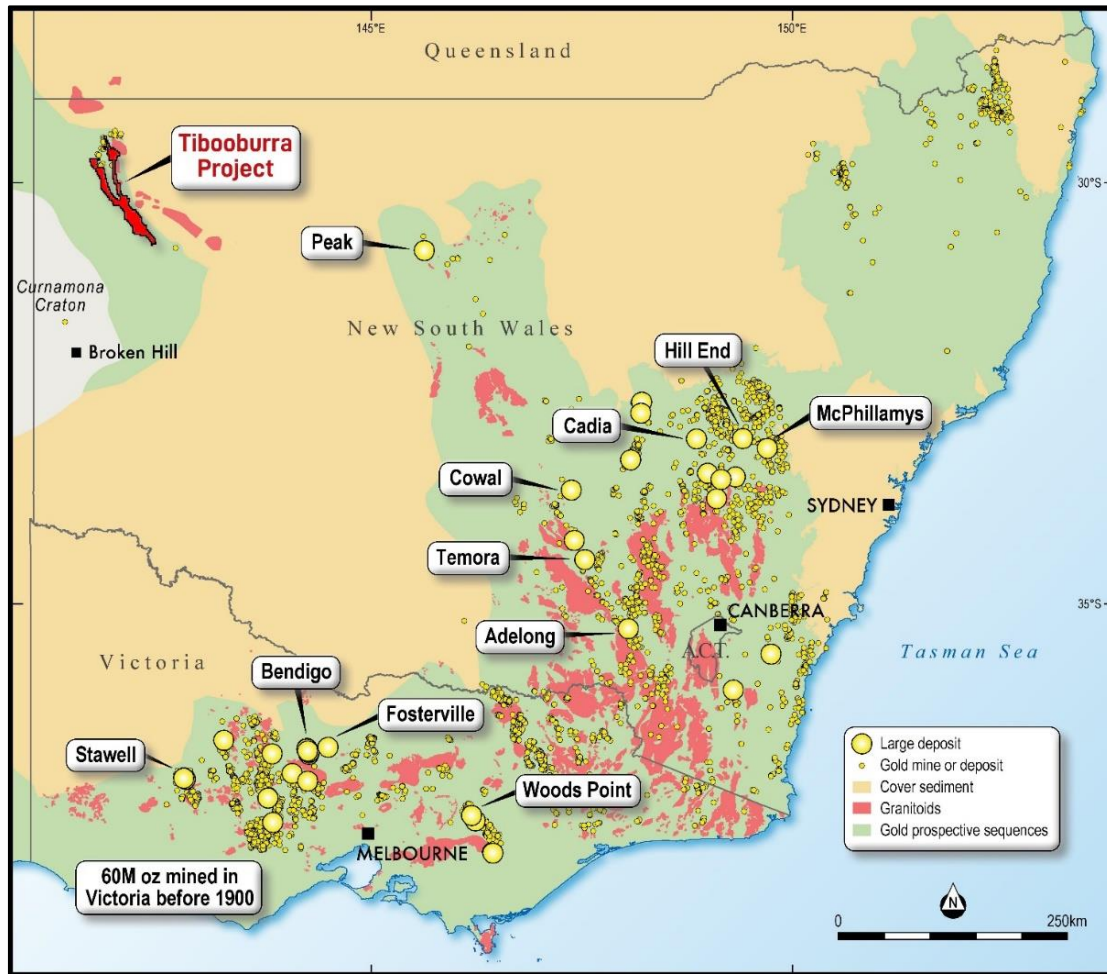 145°E
150°E
Queensland
Tibooburra
Project
30°S
Peak
Curnamona
Craton
New South Wales
Broken Hill
Hill End
Cadia
McPhillamys
Cowal
SYDNEY
Temora
35°S
CANBERRA
Adelong
A.C.T.
Victoria
Tasman Sea
Bendigo
Fosterville
Stawell
Woods Point
MELBOURNE
60M oz mined in
Victoria before 1900
Large deposit
Gold mine or deposit
Cover sediment
Granitoids
Gold prospective sequences
N
0
250km